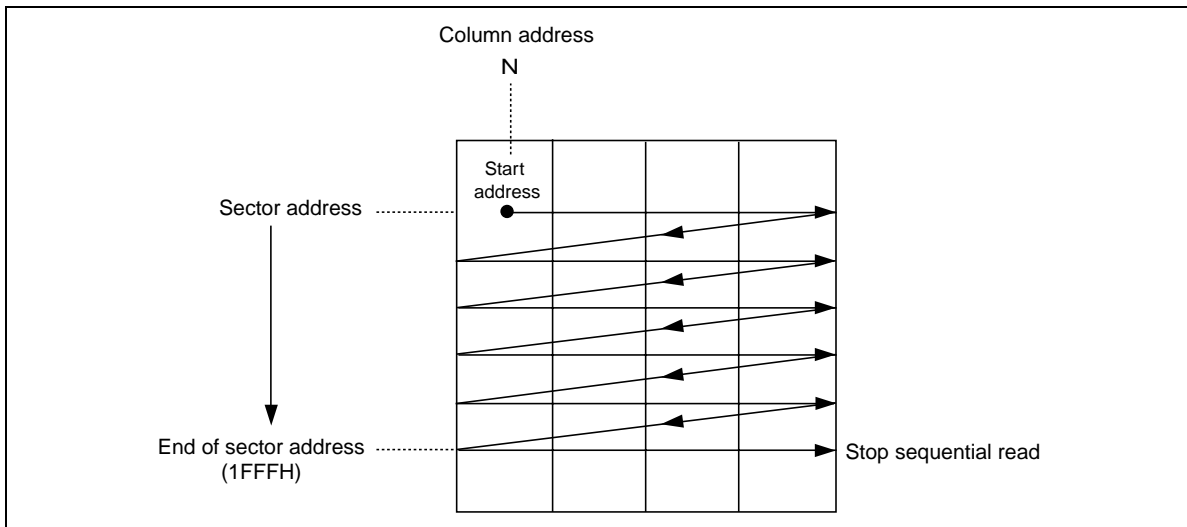 Column address
N
Start
address
Sector address
End of sector address
(1FFFH)
Stop sequential read